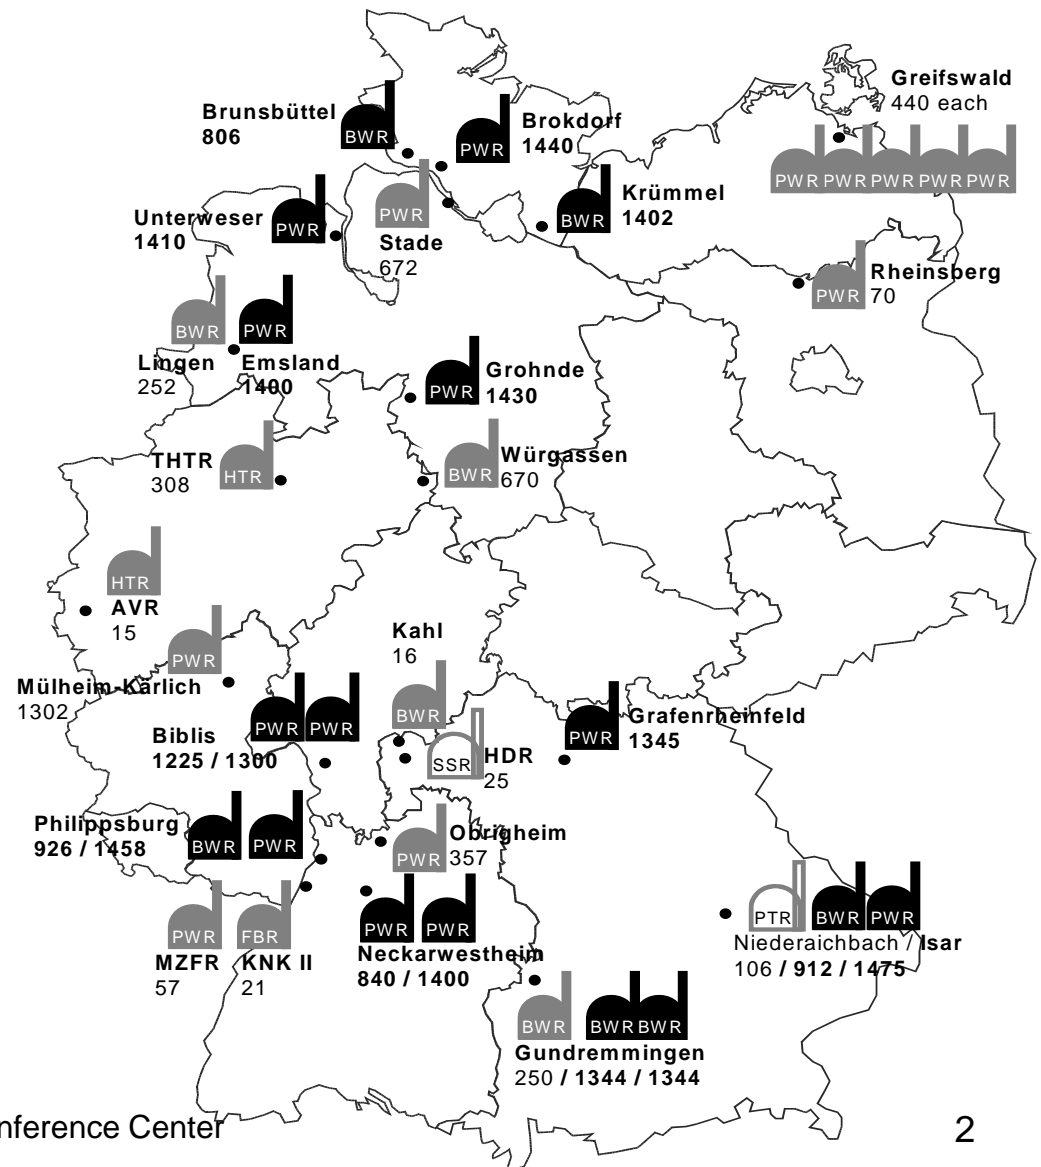 Greifswald
440 each
PWR PWR PWR PWR PWR
Brunsbüttel
806
BWR
PWR
Brokdorf
1440
Unterweser
1410
PWR
PWR
Stade
672
BWR
Krümmel
1402
PWR
Rheinsberg
70
BWR
PWR
Lingen
252
Emsland
1400
PWR
Grohnde
1430
THTR
308
HTR
BWR
Würgassen
670
HTR
AVR
15
Kahl
16
BWR
PWR
Mülheim-Kärlich
1302
Biblis
1225 / 1300
PWR PWR
SSR
HDR
25
PWR
Grafenrheinfeld
1345
Philippsburg
926 / 1458
BWR
PWR
PWR
Obrigheim
357
PWR
FBR
MZFR
57
KNK II
21
PWR
PWR
Neckarwestheim
840 / 1400
PTR
BWR
PWR
Niederaichbach / Isar
106 / 912 / 1475
BWR
BWR BWR
Gundremmingen
250 / 1344 / 1344
nference Center
2